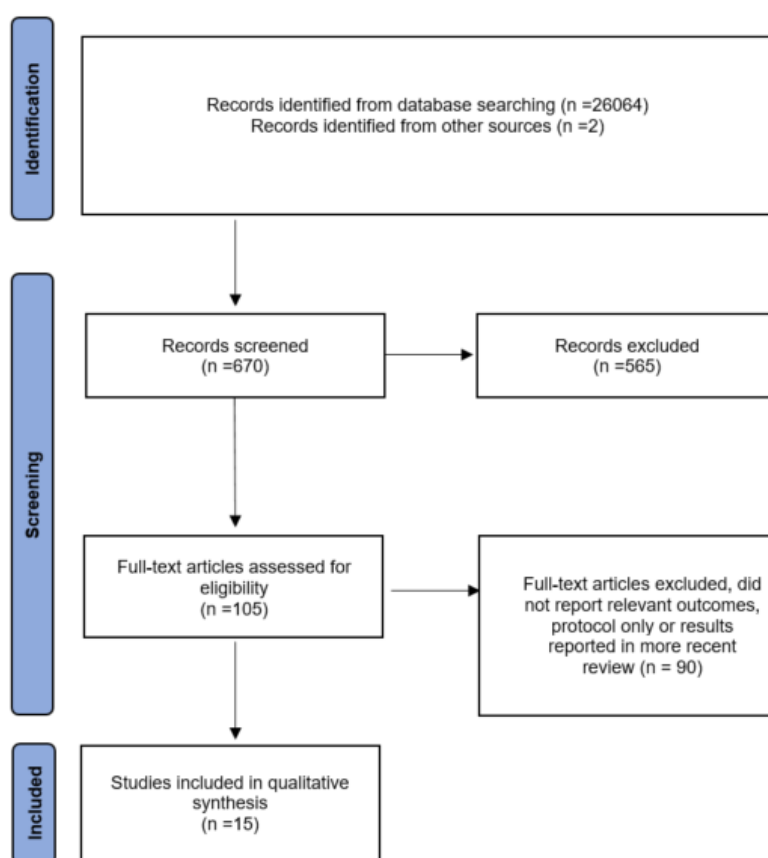 Identification
Records identified from database searching (n =26064)
Records identified from other sources (n =2)
Screening
Records screened
(n =670)
Records excluded
(n =565)
Full-text articles assessed for
eligibility
(n =105)
Full-text articles excluded, did
not report relevant outcomes,
protocol only or results
reported in more recent
review (n = 90)
Included
Studies included in qualitative
synthesis
(n =15)